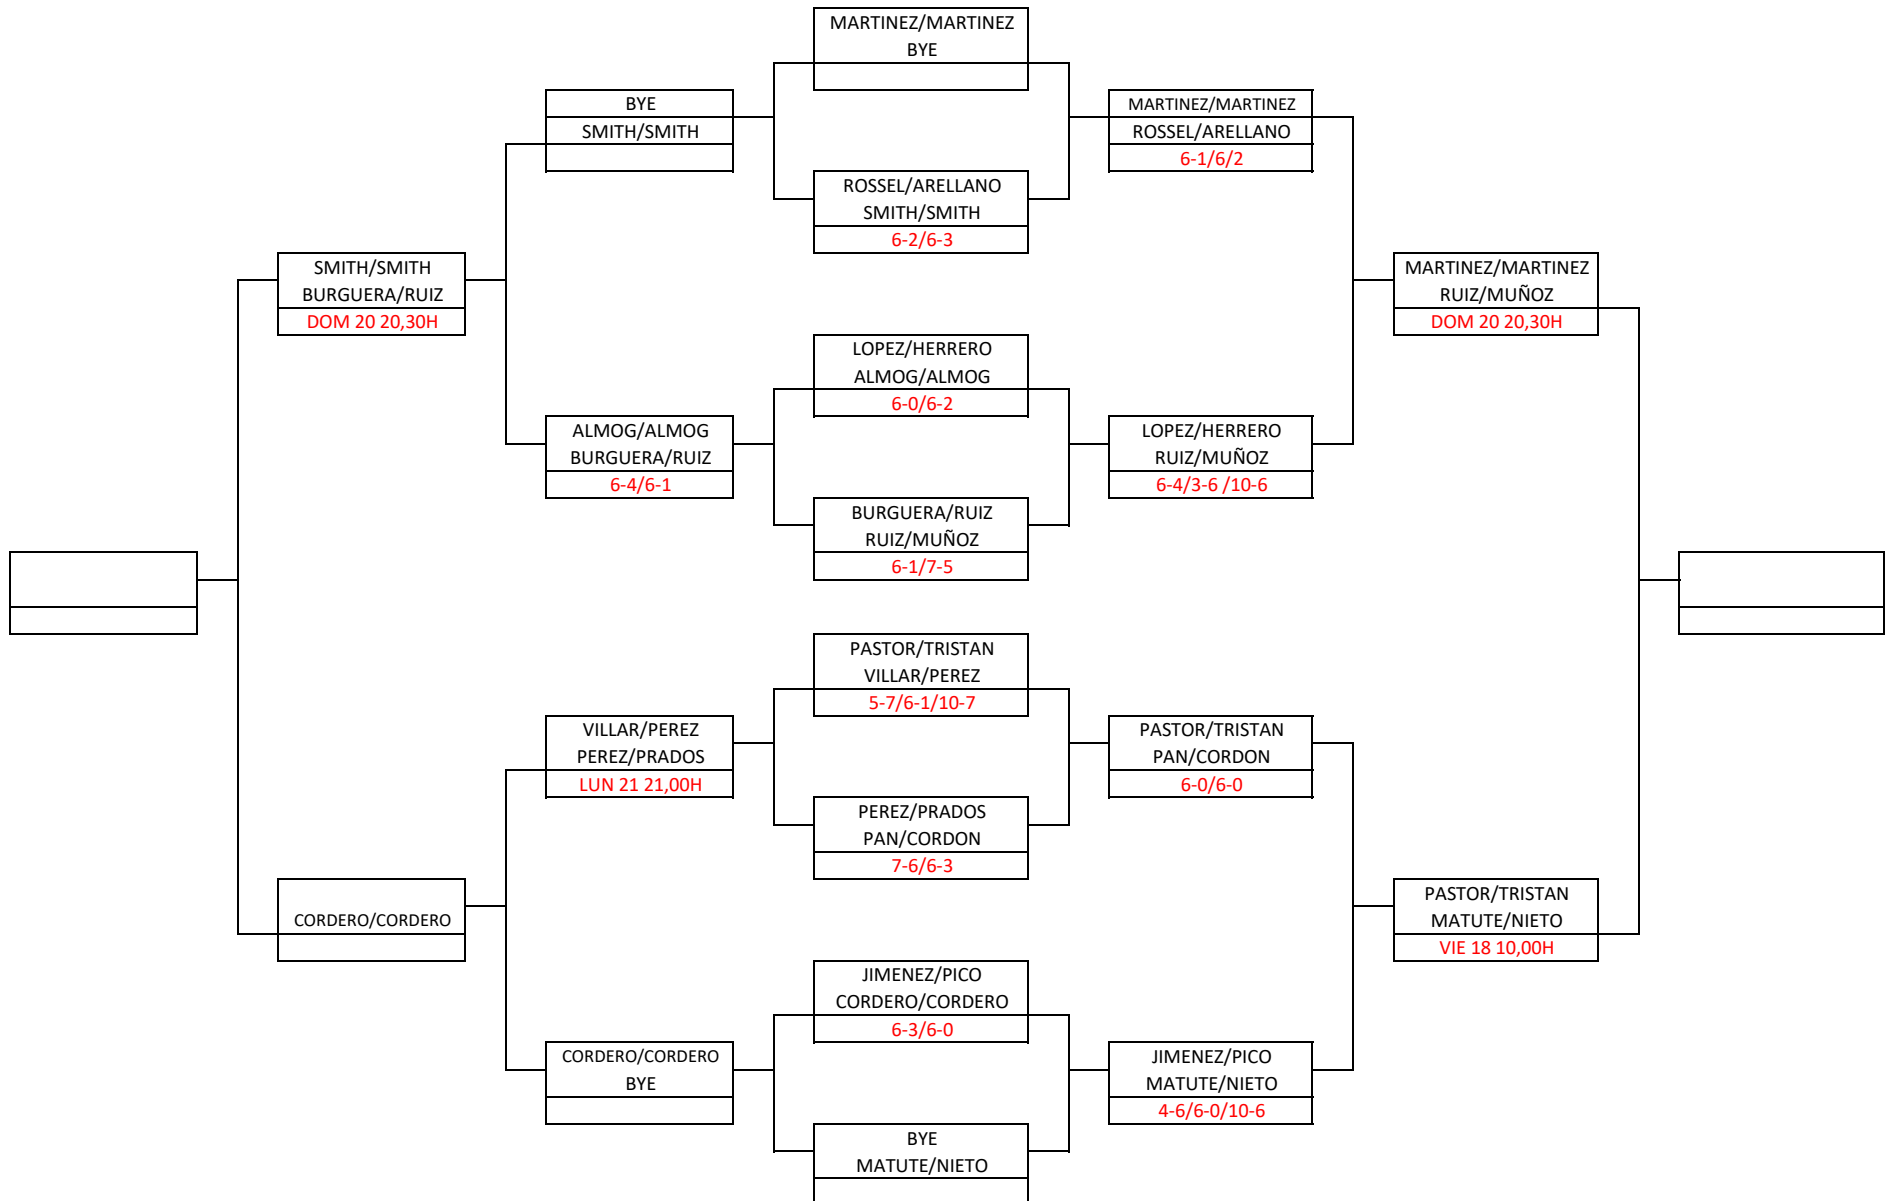 MARTINEZ/MARTINEZ
BYE
BYE
SMITH/SMITH
MARTINEZ/MARTINEZ
ROSSEL/ARELLANO
6-1/6/2
ROSSEL/ARELLANO
SMITH/SMITH
6-2/6-3
SMITH/SMITH
BURGUERA/RUIZ
DOM 20 20,30H
MARTINEZ/MARTINEZ
RUIZ/MUÑOZ
DOM 20 20,30H
LOPEZ/HERRERO
ALMOG/ALMOG
6-0/6-2
ALMOG/ALMOG
BURGUERA/RUIZ
6-4/6-1
LOPEZ/HERRERO
RUIZ/MUÑOZ
6-4/3-6 /10-6
BURGUERA/RUIZ
RUIZ/MUÑOZ
6-1/7-5
PASTOR/TRISTAN
VILLAR/PEREZ
5-7/6-1/10-7
VILLAR/PEREZ
PEREZ/PRADOS
LUN 21 21,00H
PASTOR/TRISTAN
PAN/CORDON
6-0/6-0
PEREZ/PRADOS
PAN/CORDON
7-6/6-3
CORDERO/CORDERO
PASTOR/TRISTAN
MATUTE/NIETO
VIE 18 10,00H
JIMENEZ/PICO
CORDERO/CORDERO
6-3/6-0
CORDERO/CORDERO
BYE
JIMENEZ/PICO
MATUTE/NIETO
4-6/6-0/10-6
BYE
MATUTE/NIETO